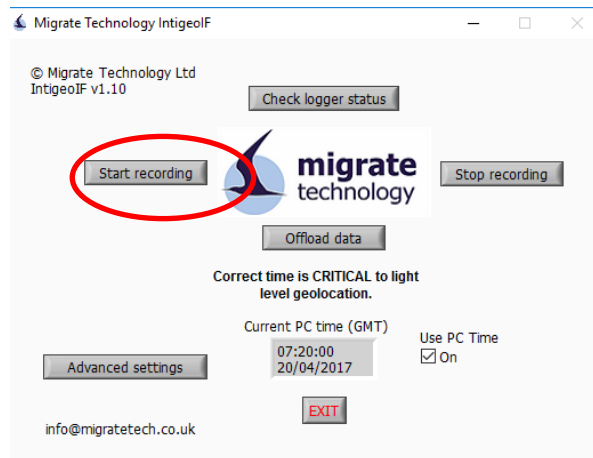 Migrate Technology IntigeoIF
© Migrate Technology Ltd
IntigeoIF v1.10
Check logger status
Start recording
migrate
technology
Stop recording
Offload data
Correct time is CRITICAL to light
level geolocation.
Current PC time (GMT)
07:20:00
20/04/2017
Use PC Time
On
Advanced settings
EXIT
info@migratetech.co.uk